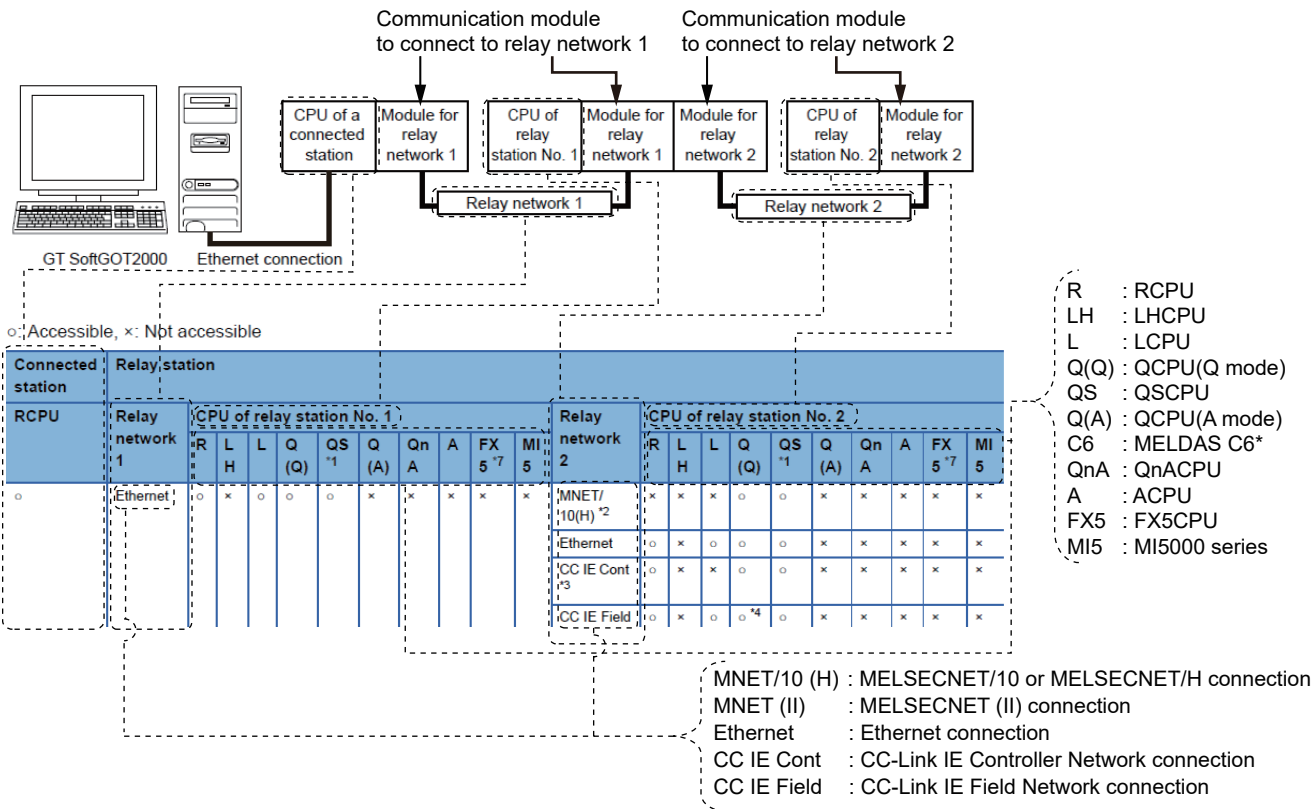 Communication module
to connect to relay network 1
Communication module
to connect to relay network 2
CPU of a
connected
station
Module for
relay
network 1
CPU of
relay
station No. 1
Module for
relay
network 1
Module for
relay
network 2
CPU of
relay
station No. 2
Module for
relay
network 2
Relay network 1
Relay network 2
GT SoftGOT2000
Ethernet connection
○: Accessible, ×: Not accessible
Connected
station
Relay station
RCPU
Relay
network
1
CPU of relay station No. 1
R L H L Q (Q) QS *1 Q (A) Qn A A FX 5 *7 MI 5
Relay
network
2
CPU of relay station No. 2
R L H L Q (Q) QS *1 Q (A) Qn A A FX 5 *7 MI 5
○ Ethernet ○ × ○ ○ ○ × × × × × MNET/ 10(H) *2 × × × ○ ○ × × × × ×
Ethernet ○ × ○ ○ ○ × × × × ×
CC IE Cont *3 ○ × × ○ ○ × × × × ×
CC IE Field ○ × ○ ○ *4 ○ × × × × ×
R : RCPU
LH : LHCPU
L : LCPU
Q(Q) : QCPU(Q mode)
QS : QSCPU
Q(A) : QCPU(A mode)
C6 : MELDAS C6*
QnA : QnACPU
A : ACPU
FX5 : FX5CPU
MI5 : MI5000 series
MNET/10 (H) : MELSECNET/10 or MELSECNET/H connection
MNET (II) : MELSECNET (II) connection
Ethernet : Ethernet connection
CC IE Cont : CC-Link IE Controller Network connection
CC IE Field : CC-Link IE Field Network connection